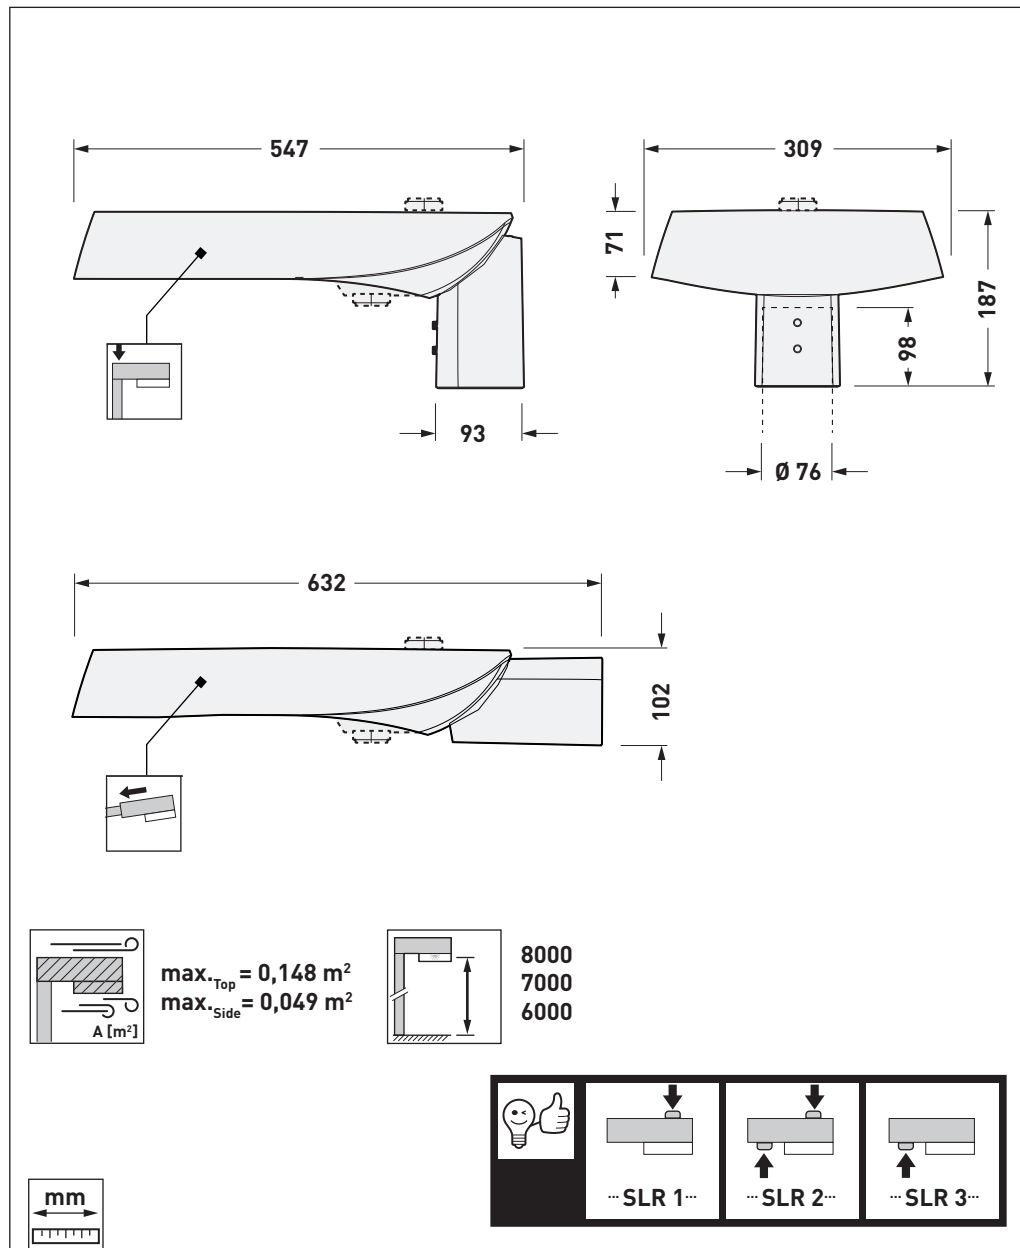 547
309
71
187
98
93
Ø 76
632
102
max.Top = 0,148 m²
max.Side = 0,049 m²
A [m²]
8000
7000
6000
··· SLR 1 ···
··· SLR 2 ···
··· SLR 3 ···
mm